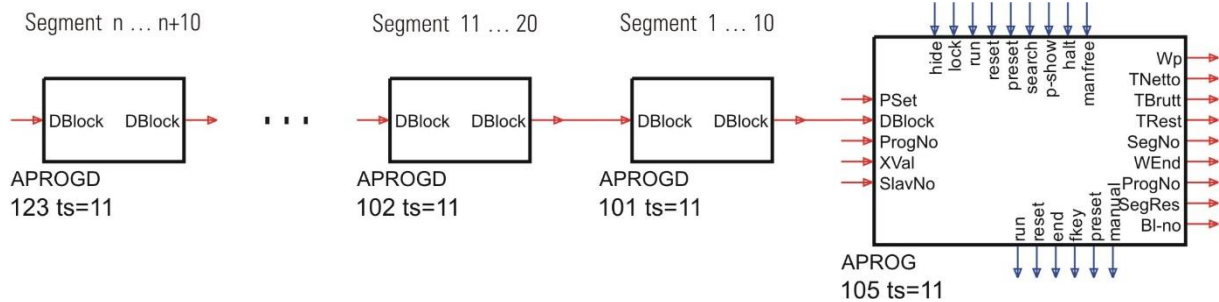 Segment n … n+10
Segment 11 … 20
Segment 1 … 10
DBlock DBlock
APROGD
123 ts=11
...
DBlock DBlock
APROGD
102 ts=11
DBlock DBlock
APROGD
101 ts=11
hide
lock
run
reset
preset
search
p-show
halt
manfree
PSet
DBlock
ProgNo
XVal
SlavNo
Wp
TNetto
TBrutt
TRest
SegNo
WEnd
ProgNo
SegRes
Bl-no
run
reset
end
fkey
preset
manual
APROG
105 ts=11